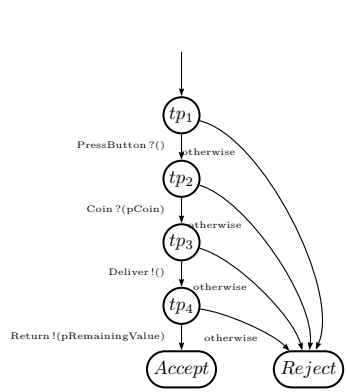 tp1
PressButton?()
otherwise
tp2
Coin?(pCoin)
otherwise
tp3
Deliver!()
otherwise
tp4
Return!(pRemainingValue)
otherwise
Accept
Reject